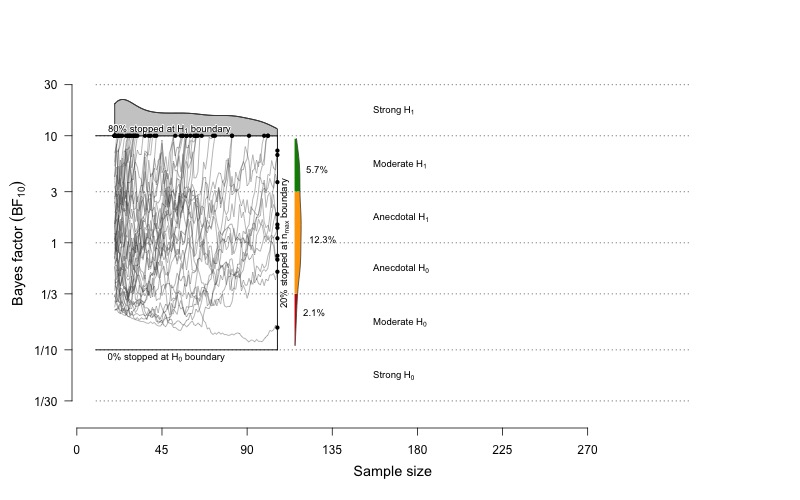 30
Strong H1
80% stopped at H1 boundary
10
5.7%
Moderate H1
3
Anecdotal H1
12.3%
1
20% stopped at nmax boundary
Anecdotal H0
1/3
2.1%
Moderate H0
1/10
0% stopped at H0 boundary
Strong H0
1/30
Bayes factor (BF10)
0 45 90 135 180 225 270
Sample size